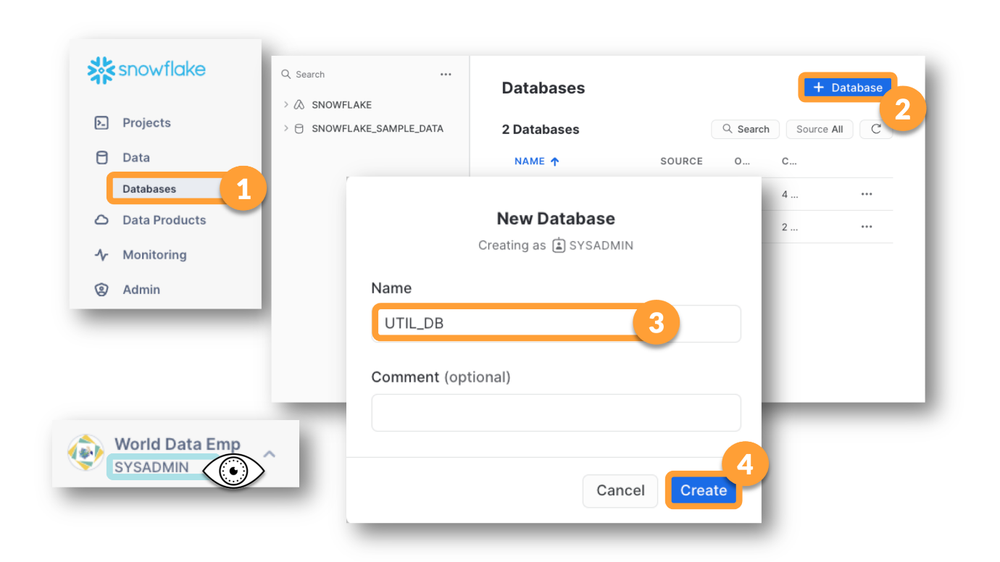 snowflake
Projects
Data
Databases
1
Data Products
Monitoring
Admin
Search
...
SNOWFLAKE
SNOWFLAKE_SAMPLE_DATA
Databases
+ Database
2
2 Databases
Search
Source All
NAME ↑ SOURCE O... C...
4 ... ...
2 ... ...
New Database
Creating as SYSADMIN
Name
UTIL_DB
3
Comment (optional)
4
Cancel
Create
World Data Emp
SYSADMIN